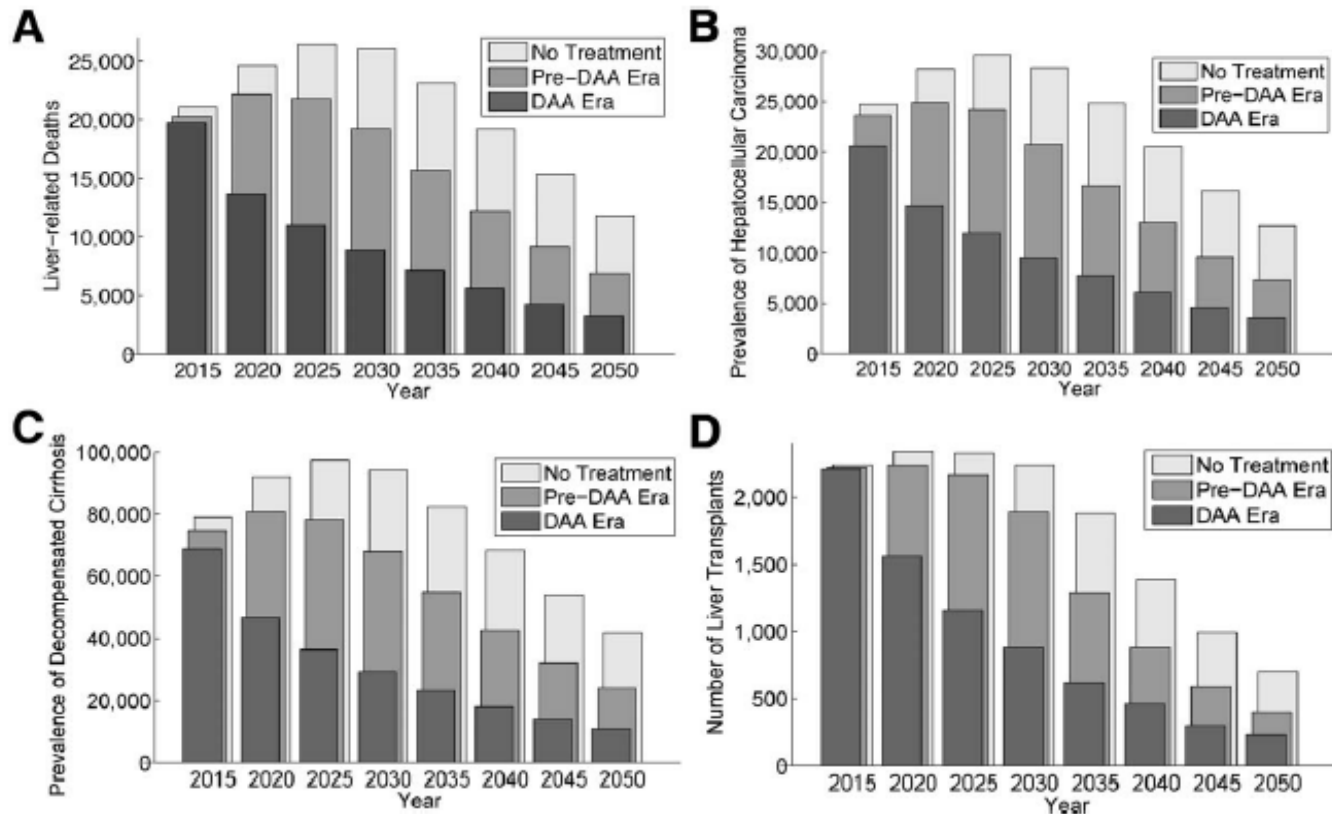 A
Liver-related Deaths
25,000
20,000
15,000
10,000
5,000
0
No Treatment
Pre-DAA Era
DAA Era
2015 2020 2025 2030 2035 2040 2045 2050
Year
B
Prevalence of Hepatocellular Carcinoma
30,000
25,000
20,000
15,000
10,000
5,000
0
No Treatment
Pre-DAA Era
DAA Era
2015 2020 2025 2030 2035 2040 2045 2050
Year
C
Prevalence of Decompensated Cirrhosis
100,000
80,000
60,000
40,000
20,000
0
No Treatment
Pre-DAA Era
DAA Era
2015 2020 2025 2030 2035 2040 2045 2050
Year
D
Number of Liver Transplants
2,000
1,500
1,000
500
0
No Treatment
Pre-DAA Era
DAA Era
2015 2020 2025 2030 2035 2040 2045 2050
Year